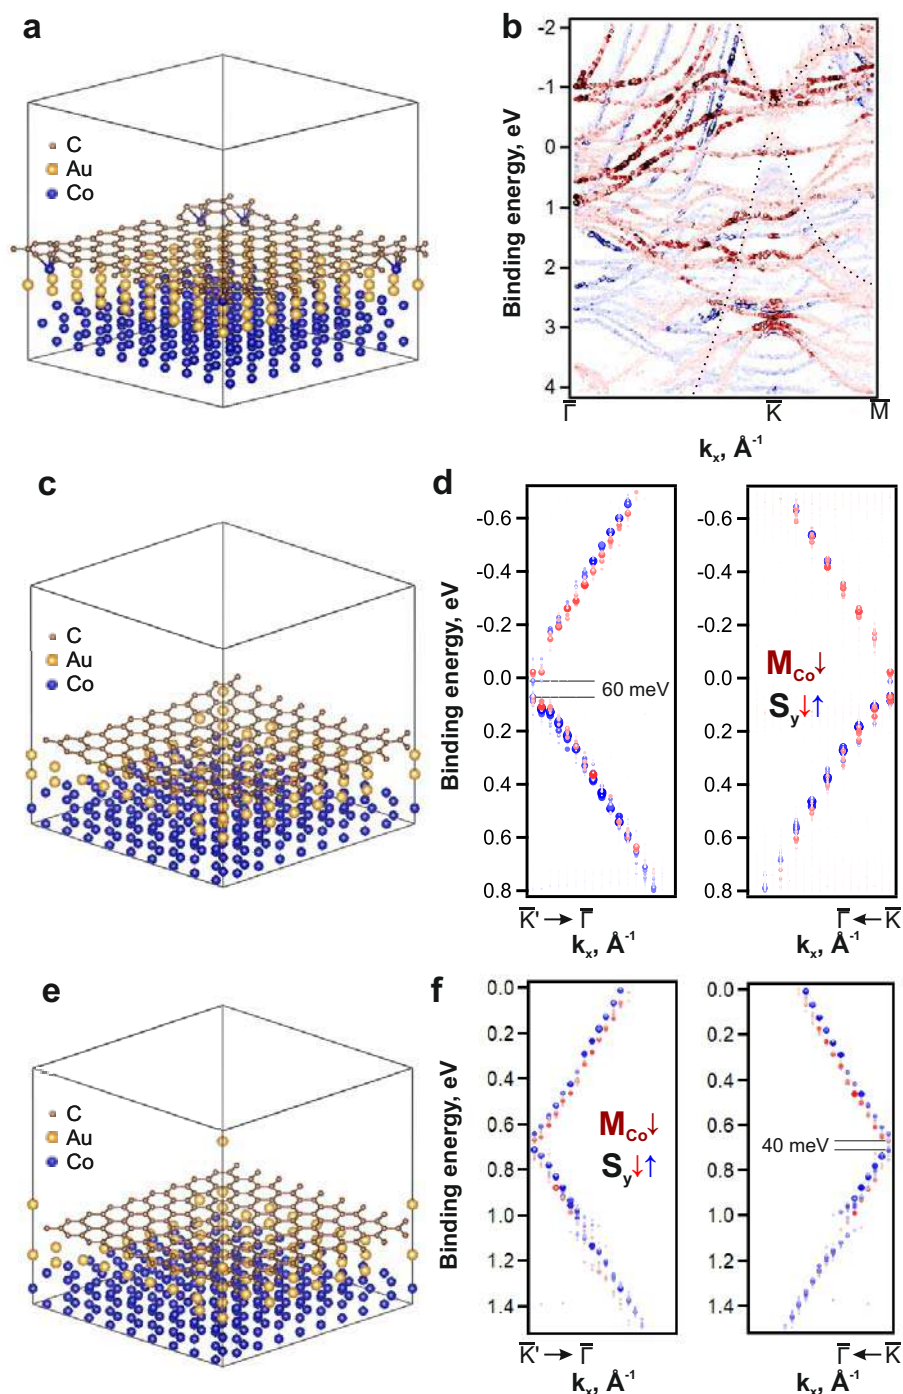 a
C
Au
Co
b
Binding energy, eV
-2
-1
0
1
2
3
4
Γ̅ K̅ M̅
kₓ, Å⁻¹
c
C
Au
Co
d
Binding energy, eV
-0.6
-0.4
-0.2
0.0
0.2
0.4
0.6
0.8
60 meV
K̅' → Γ̅
kₓ, Å⁻¹
-0.6
-0.4
-0.2
0.0
0.2
0.4
0.6
0.8
M_Co↓
S_y↓↑
Γ̅ ← K̅
kₓ, Å⁻¹
e
C
Au
Co
f
Binding energy, eV
0.0
0.2
0.4
0.6
0.8
1.0
1.2
1.4
M_Co↓
S_y↓↑
K̅' → Γ̅
kₓ, Å⁻¹
0.0
0.2
0.4
0.6
40 meV
0.8
1.0
1.2
1.4
Γ̅ ← K̅
kₓ, Å⁻¹